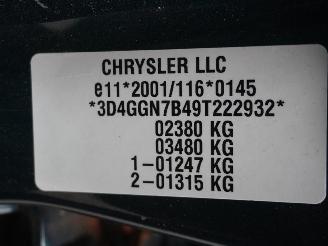 CHRYSLER LLC
e11*2001/116*0145
*3D4GGN7B49T222932*
02380 KG
03480 KG
1-01247 KG
2-01315 KG